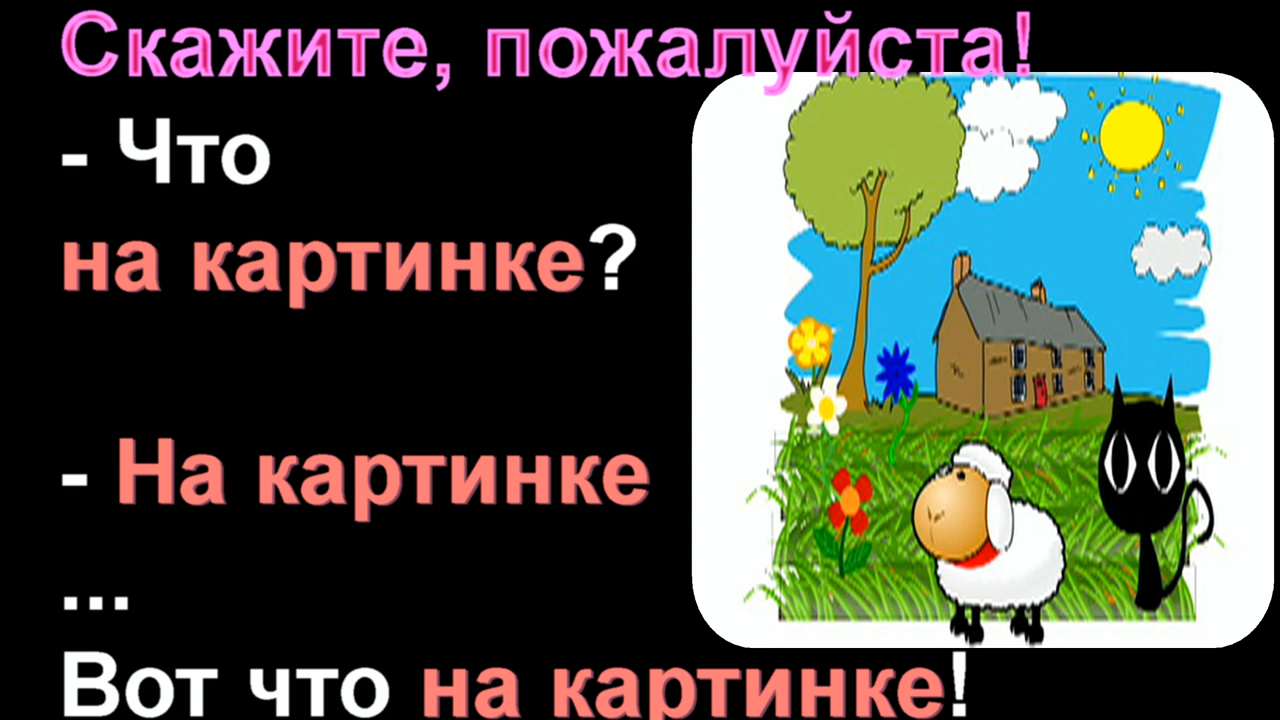 Скажите, пожалуйста!
- Что
на картинке?
- На картинке
...
Вот что на картинке!